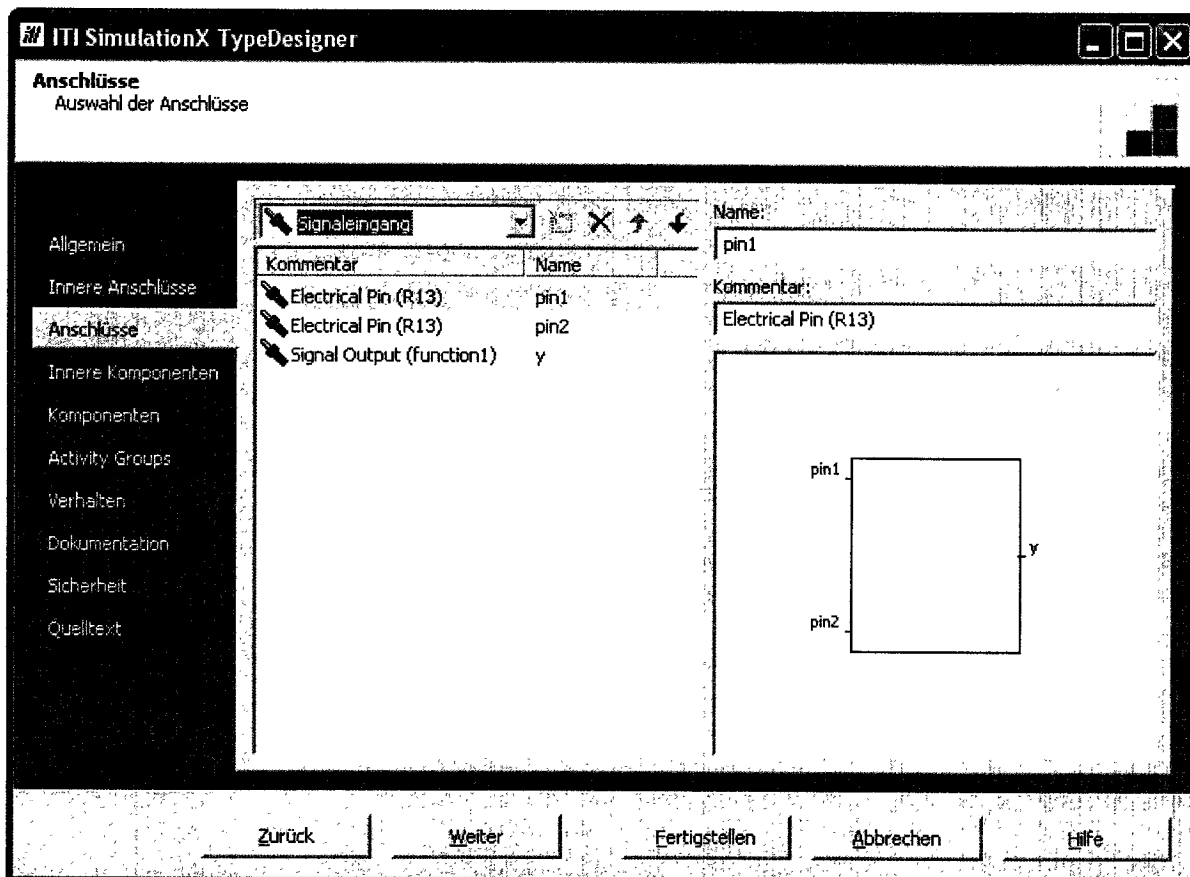 ITI SimulationX TypeDesigner
Anschlüsse
Auswahl der Anschlüsse
Allgemein
Innere Anschlüsse
Anschlüsse
Innere Komponenten
Komponenten
Activity Groups
Verhalten
Dokumentation
Sicherheit
Quelltext
Signaleingang
Kommentar Name
Electrical Pin (R13) pin1
Electrical Pin (R13) pin2
Signal Output (function1) y
Name:
pin1
Kommentar:
Electrical Pin (R13)
pin1
y
pin2
Zurück Weiter Fertigstellen Abbrechen Hilfe